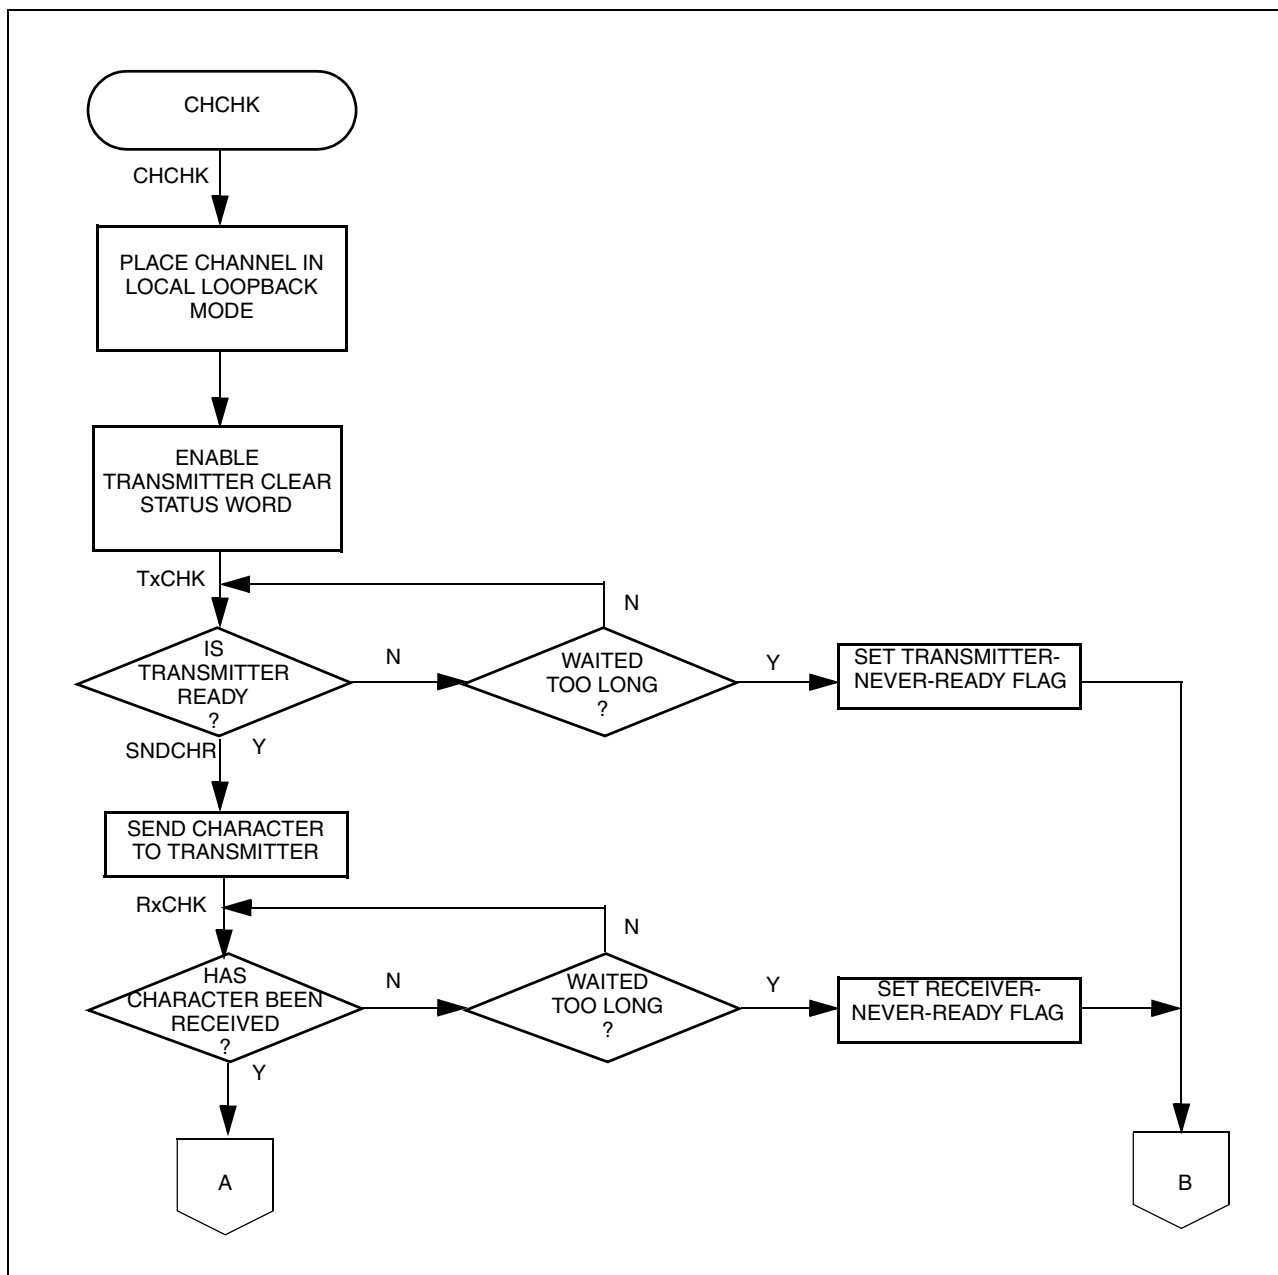 CHCHK
CHCHK
PLACE CHANNEL IN
LOCAL LOOPBACK
MODE
ENABLE
TRANSMITTER CLEAR
STATUS WORD
TxCHK
N
IS
TRANSMITTER
READY
?
N
WAITED
TOO LONG
?
Y
SET TRANSMITTER-
NEVER-READY FLAG
SNDCHR
Y
SEND CHARACTER
TO TRANSMITTER
RxCHK
N
HAS
CHARACTER BEEN
RECEIVED
?
N
WAITED
TOO LONG
?
Y
SET RECEIVER-
NEVER-READY FLAG
Y
A
B